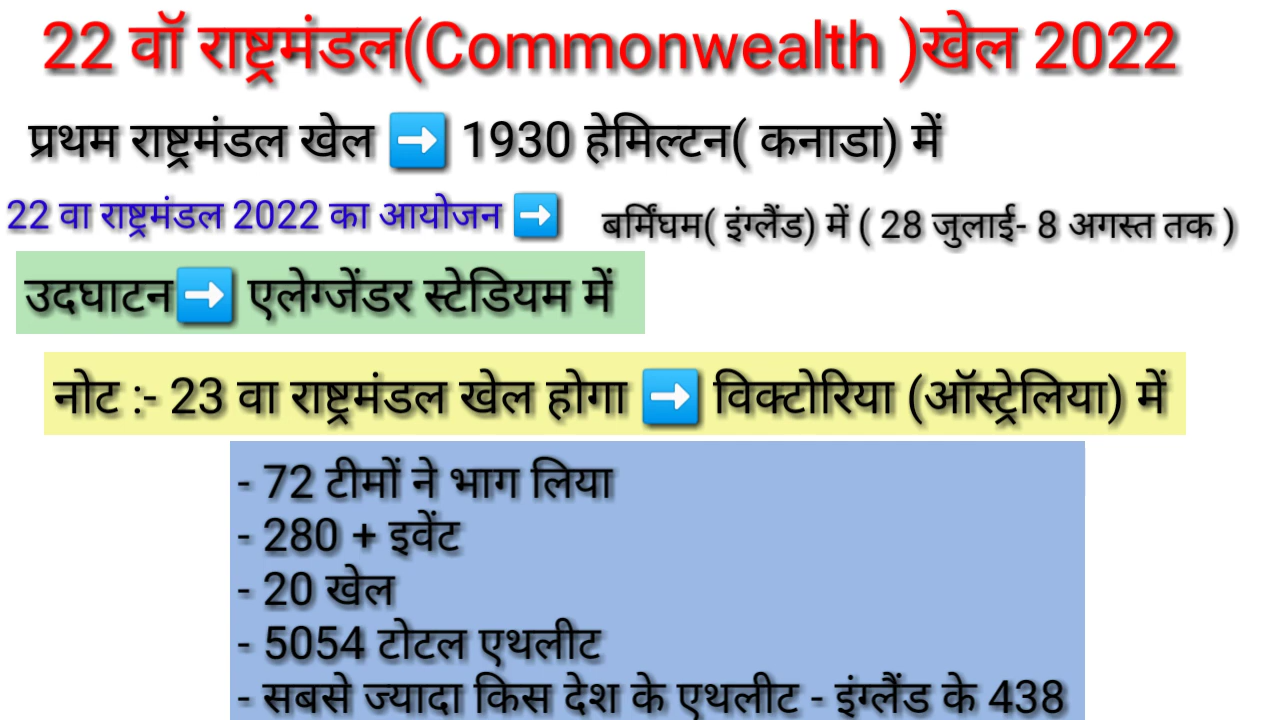 22 वॉ राष्ट्रमंडल(Commonwealth )खेल 2022
प्रथम राष्ट्रमंडल खेल ➡ 1930 हेमिल्टन( कनाडा) में
22 वा राष्ट्रमंडल 2022 का आयोजन ➡ बर्मिंघम( इंग्लैंड) में ( 28 जुलाई- 8 अगस्त तक )
उदघाटन➡ एलेग्जेंडर स्टेडियम में
नोट :- 23 वा राष्ट्रमंडल खेल होगा ➡ विक्टोरिया (ऑस्ट्रेलिया) में
- 72 टीमों ने भाग लिया
- 280 + इवेंट
- 20 खेल
- 5054 टोटल एथलीट
- सबसे ज्यादा किस देश के एथलीट - इंग्लैंड के 438